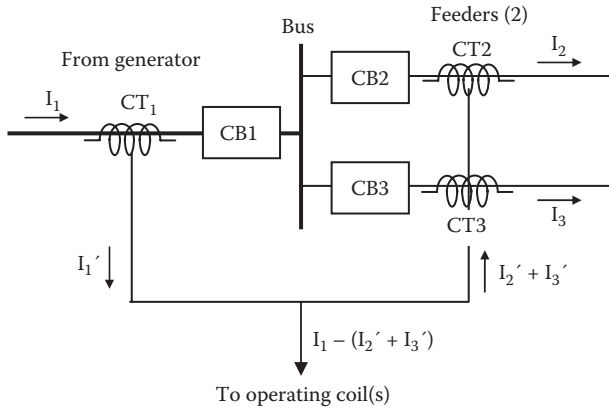 Feeders (2)
Bus
From generator
CT2
I₂
I₁
CT₁
CB2
CB1
CB3
CT3
I₃
I₁′
I₂′ + I₃′
I₁ – (I₂′ + I₃′)
To operating coil(s)